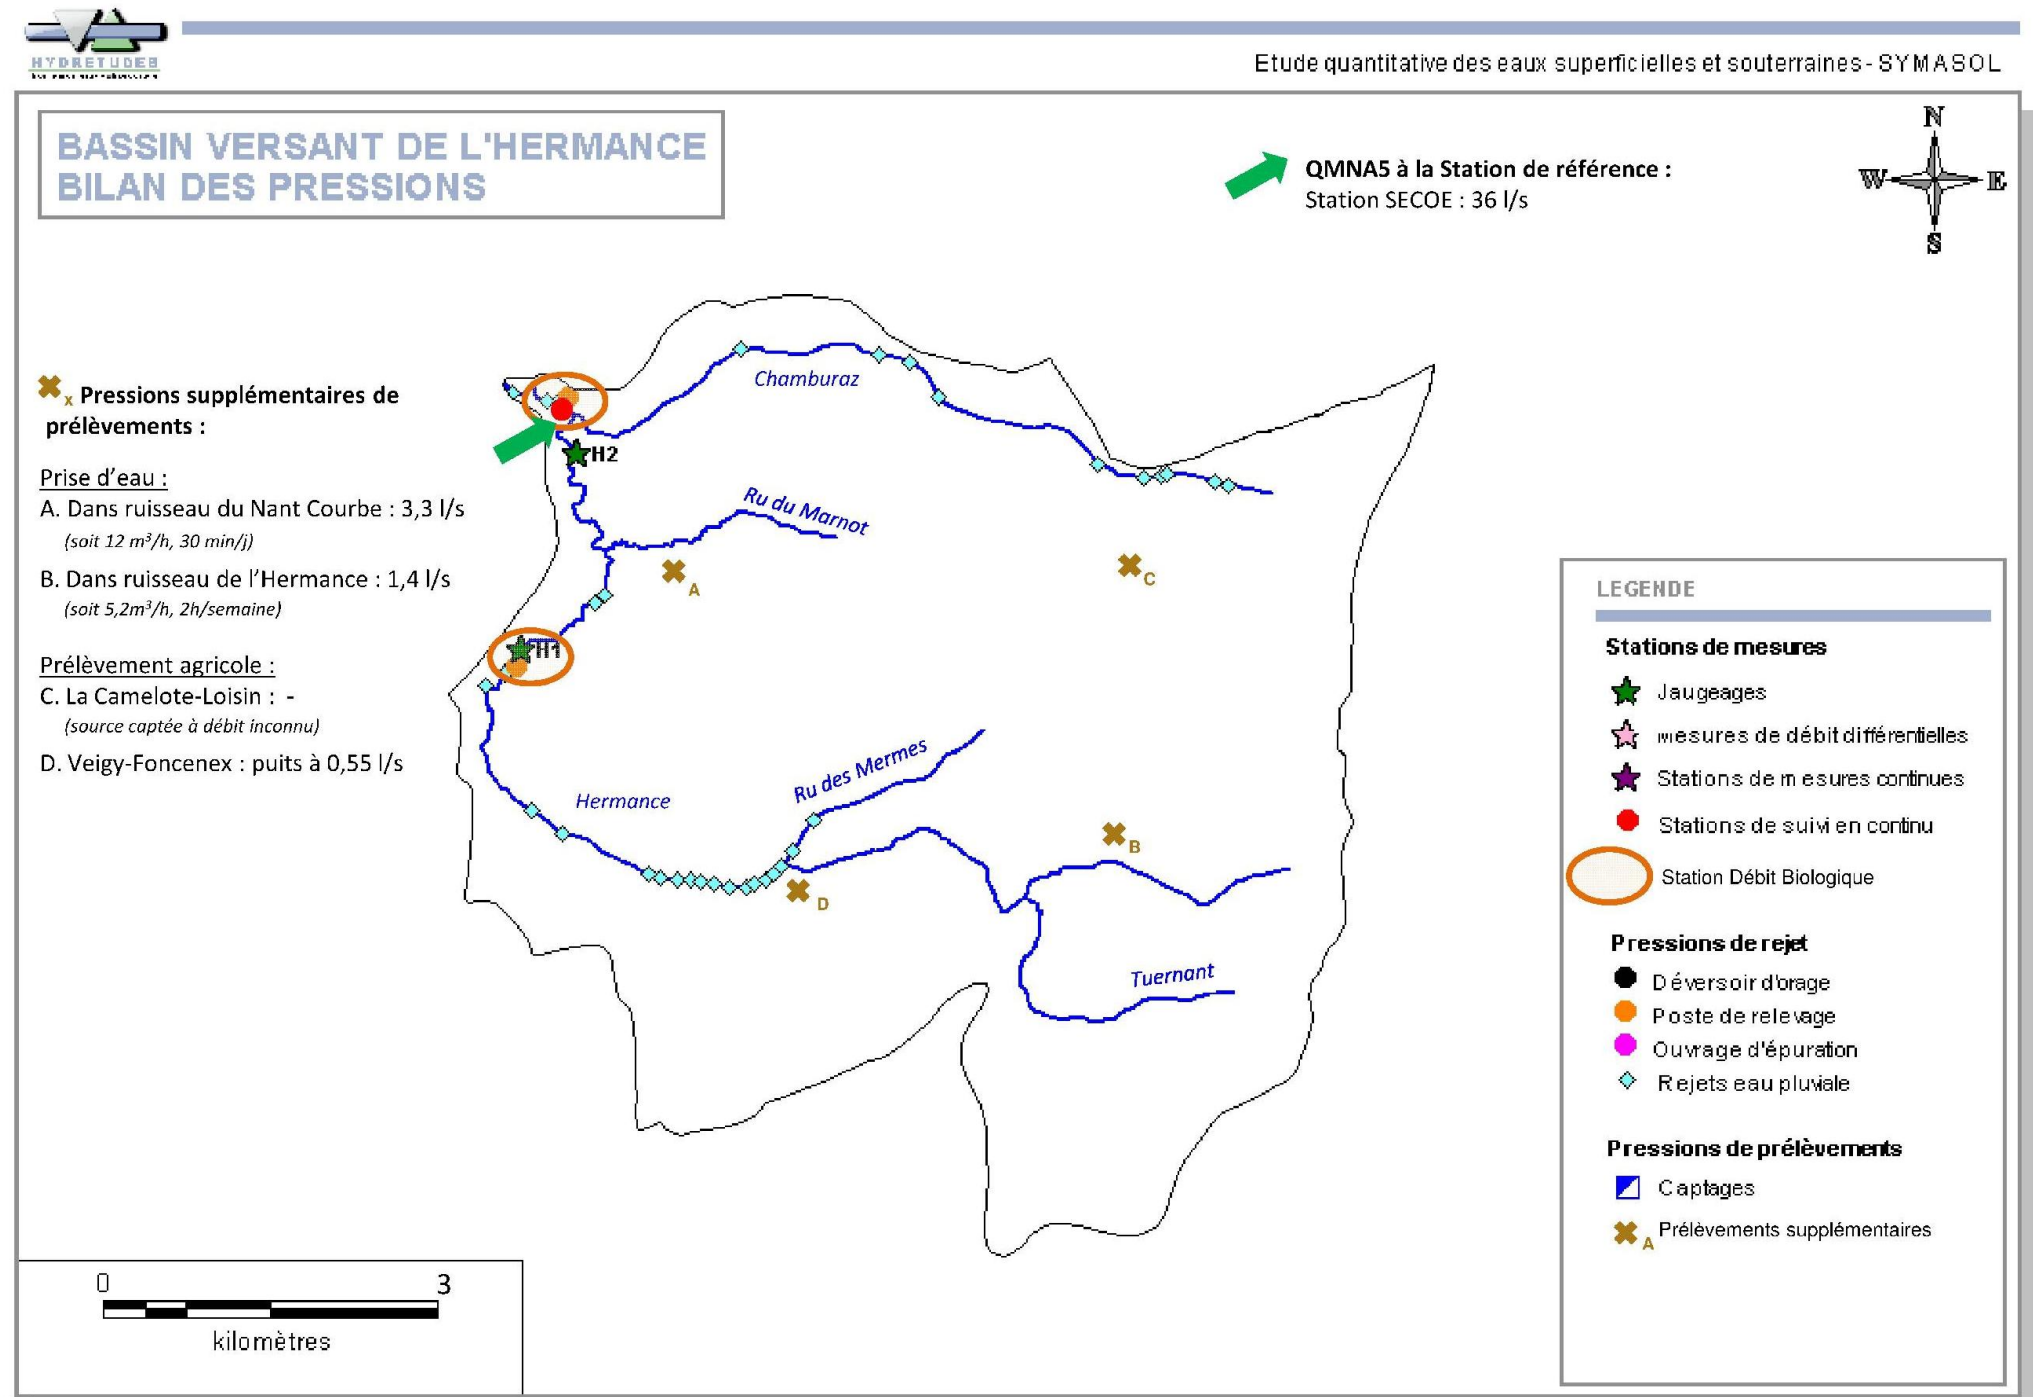 HYDRETUDES
Etude quantitative des eaux superficielles et souterraines - SYMASOL
BASSIN VERSANT DE L'HERMANCE
BILAN DES PRESSIONS
QMNA5 à la Station de référence :
Station SECOE : 36 l/s
N
W
E
S
x Pressions supplémentaires de
prélèvements :
Prise d'eau :
A. Dans ruisseau du Nant Courbe : 3,3 l/s
(soit 12 m³/h, 30 min/j)
B. Dans ruisseau de l'Hermance : 1,4 l/s
(soit 5,2m³/h, 2h/semaine)
Prélèvement agricole :
C. La Camelote-Loisin : -
(source captée à débit inconnu)
D. Veigy-Foncenex : puits à 0,55 l/s
Chamburaz
H2
Ru du Marnot
A
C
H1
Ru des Mermes
Hermance
B
D
Tuernant
LEGENDE
Stations de mesures
Jaugeages
mesures de débit différentielles
Stations de mesures continues
Stations de suivi en continu
Station Débit Biologique
Pressions de rejet
Déversoir d'orage
Poste de relevage
Ouvrage d'épuration
Rejets eau pluviale
Pressions de prélèvements
Captages
A Prélèvements supplémentaires
0 3
kilomètres